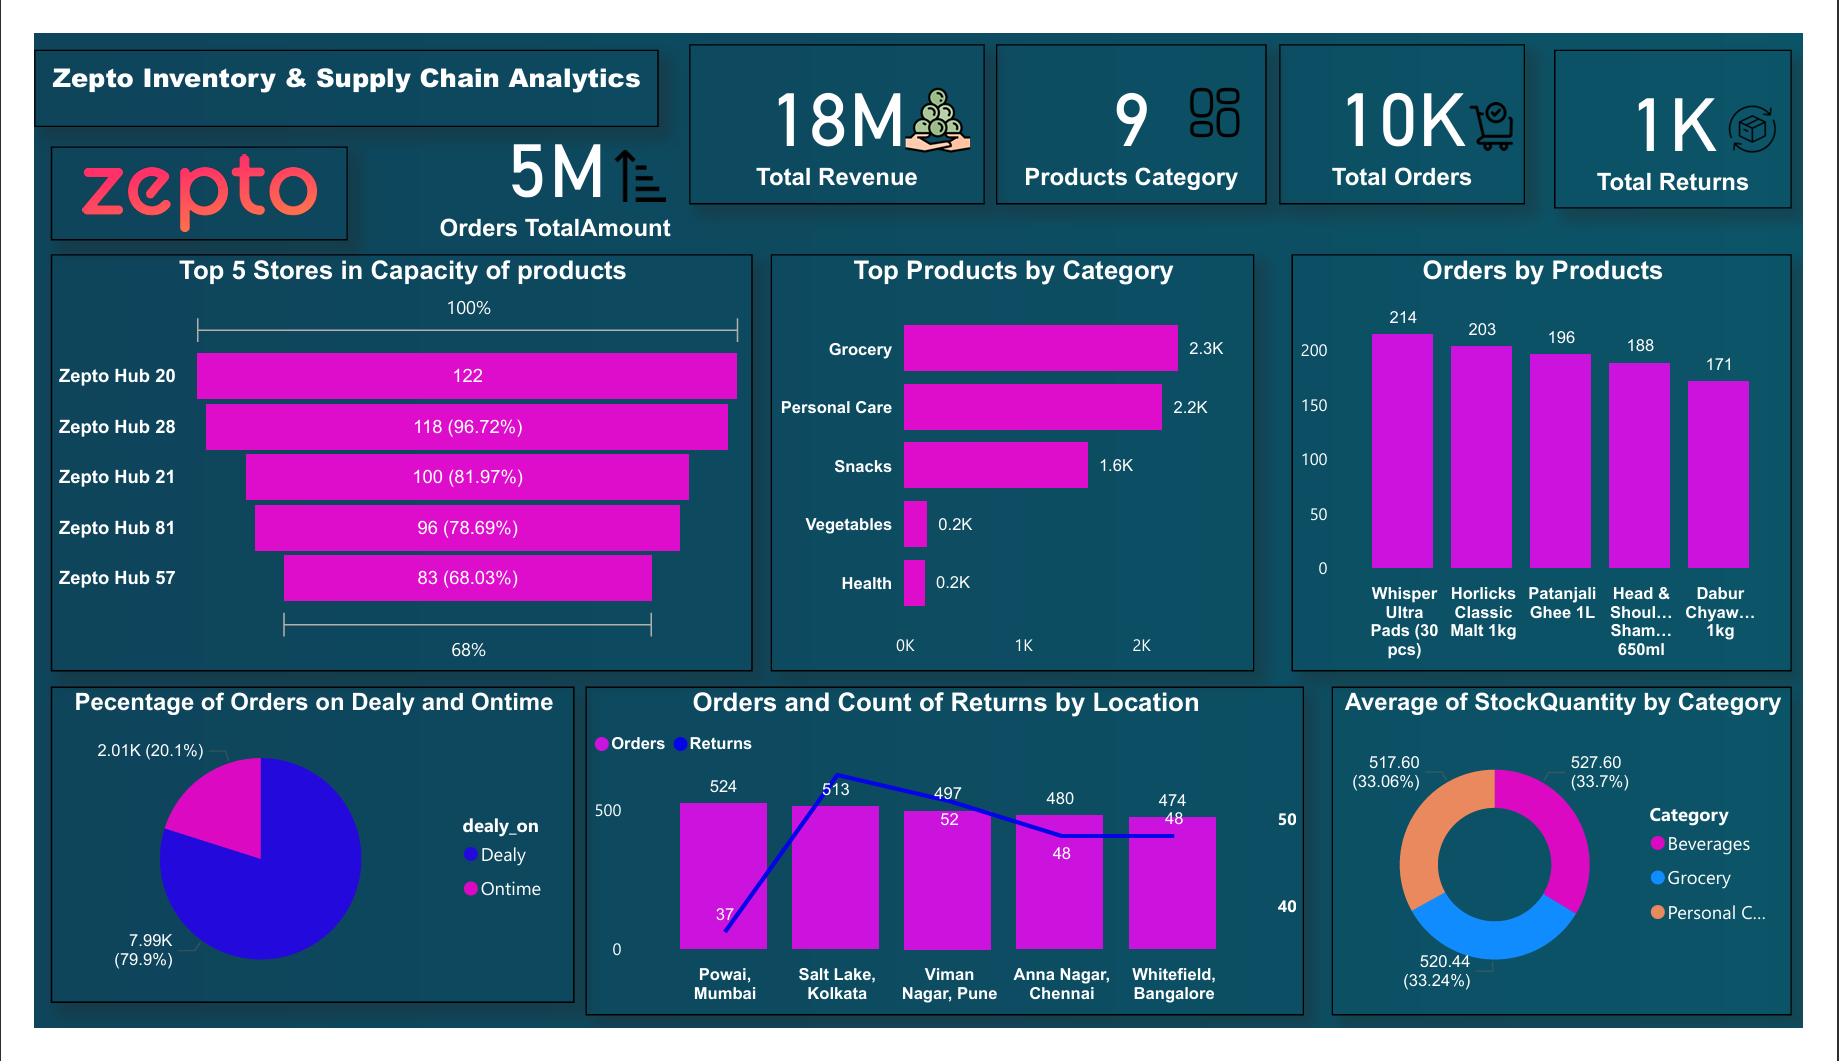 Zepto Inventory & Supply Chain Analytics
zepto
5M
Orders TotalAmount
18M
Total Revenue
9
Products Category
10K
Total Orders
1K
Total Returns
Top 5 Stores in Capacity of products
100%
Zepto Hub 20
122
Zepto Hub 28
118 (96.72%)
Zepto Hub 21
100 (81.97%)
Zepto Hub 81
96 (78.69%)
Zepto Hub 57
83 (68.03%)
68%
Top Products by Category
Grocery
2.3K
Personal Care
2.2K
Snacks
1.6K
Vegetables
0.2K
Health
0.2K
0K
1K
2K
Orders by Products
214
203
196
188
171
200
150
100
50
0
Whisper
Ultra
Pads (30
pcs)
Horlicks
Classic
Malt 1kg
Patanjali
Ghee 1L
Head &
Shoul...
Sham...
650ml
Dabur
Chyaw...
1kg
Pecentage of Orders on Dealy and Ontime
2.01K (20.1%)
7.99K
(79.9%)
dealy_on
Dealy
Ontime
Orders and Count of Returns by Location
Orders
Returns
524
513
497
480
474
37
52
48
48
500
0
50
40
Powai,
Mumbai
Salt Lake,
Kolkata
Viman
Nagar, Pune
Anna Nagar,
Chennai
Whitefield,
Bangalore
Average of StockQuantity by Category
517.60
(33.06%)
527.60
(33.7%)
520.44
(33.24%)
Category
Beverages
Grocery
Personal C...